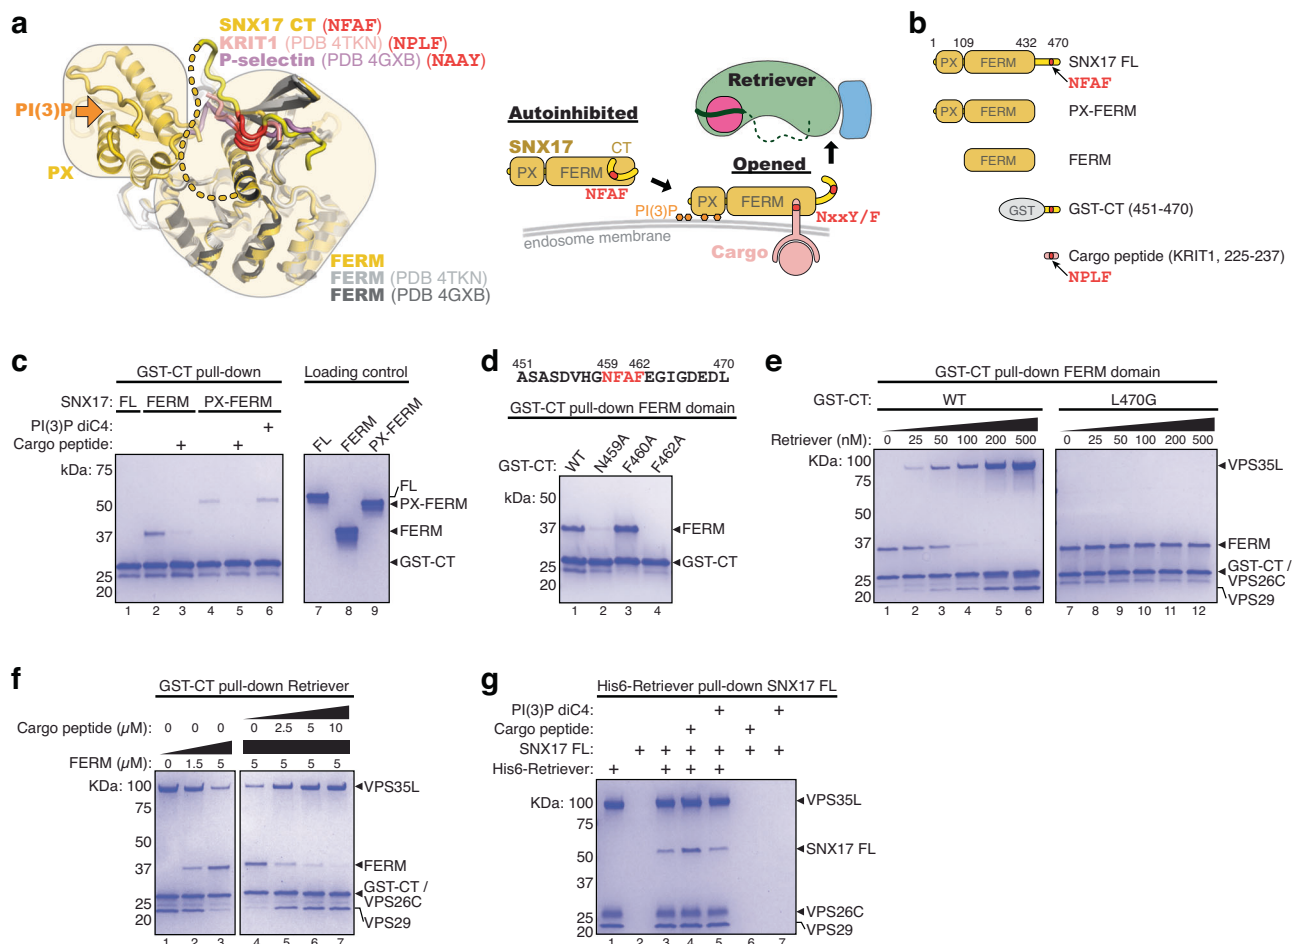 a
SNX17 CT (NFAF)
KRIT1 (PDB 4TKN) (NPLF)
P-selectin (PDB 4GXB) (NAAY)
PI(3)P
PX
FERM
FERM (PDB 4TKN)
FERM (PDB 4GXB)
Autoinhibited
SNX17
CT
PX FERM
NFAF
Retriever
Opened
PX FERM
PI(3)P
NxxY/F
endosome membrane
Cargo
b
1 109 432 470
PX FERM SNX17 FL
NFAF
PX FERM PX-FERM
FERM FERM
GST GST-CT (451-470)
Cargo peptide (KRIT1, 225-237)
NPLF
c
GST-CT pull-down Loading control
SNX17: FL FERM PX-FERM
PI(3)P diC4: +
Cargo peptide: + +
FL FERM PX-FERM
kDa: 75
50
37
25
20
FL
PX-FERM
FERM
GST-CT
1 2 3 4 5 6 7 8 9
d
451 459 462 470
ASASDVHGNFAFEGIGDEDL
GST-CT pull-down FERM domain
GST-CT: WT N459A F460A F462A
kDa: 50
37
25
20
FERM
GST-CT
1 2 3 4
e
GST-CT pull-down FERM domain
GST-CT: WT L470G
Retriever (nM): 0 25 50 100 200 500 0 25 50 100 200 500
KDa: 100
75
50
37
25
20
VPS35L
FERM
GST-CT /
VPS26C
VPS29
1 2 3 4 5 6 7 8 9 10 11 12
f
GST-CT pull-down Retriever
Cargo peptide (µM): 0 0 0 0 2.5 5 10
FERM (µM): 0 1.5 5 5 5 5 5
KDa: 100
75
50
37
25
20
VPS35L
FERM
GST-CT /
VPS26C
VPS29
1 2 3 4 5 6 7
g
His6-Retriever pull-down SNX17 FL
PI(3)P diC4: + +
Cargo peptide: + +
SNX17 FL: + + + + + +
His6-Retriever: + + + +
KDa: 100
75
50
37
25
20
VPS35L
SNX17 FL
VPS26C
VPS29
1 2 3 4 5 6 7